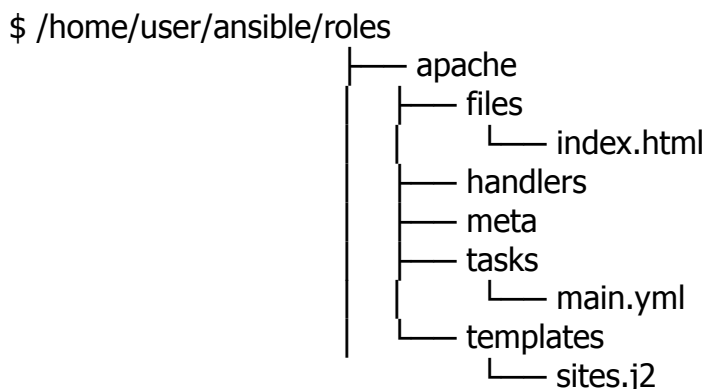 $ /home/user/ansible/roles
apache
files
index.html
handlers
meta
tasks
main.yml
templates
sites.j2